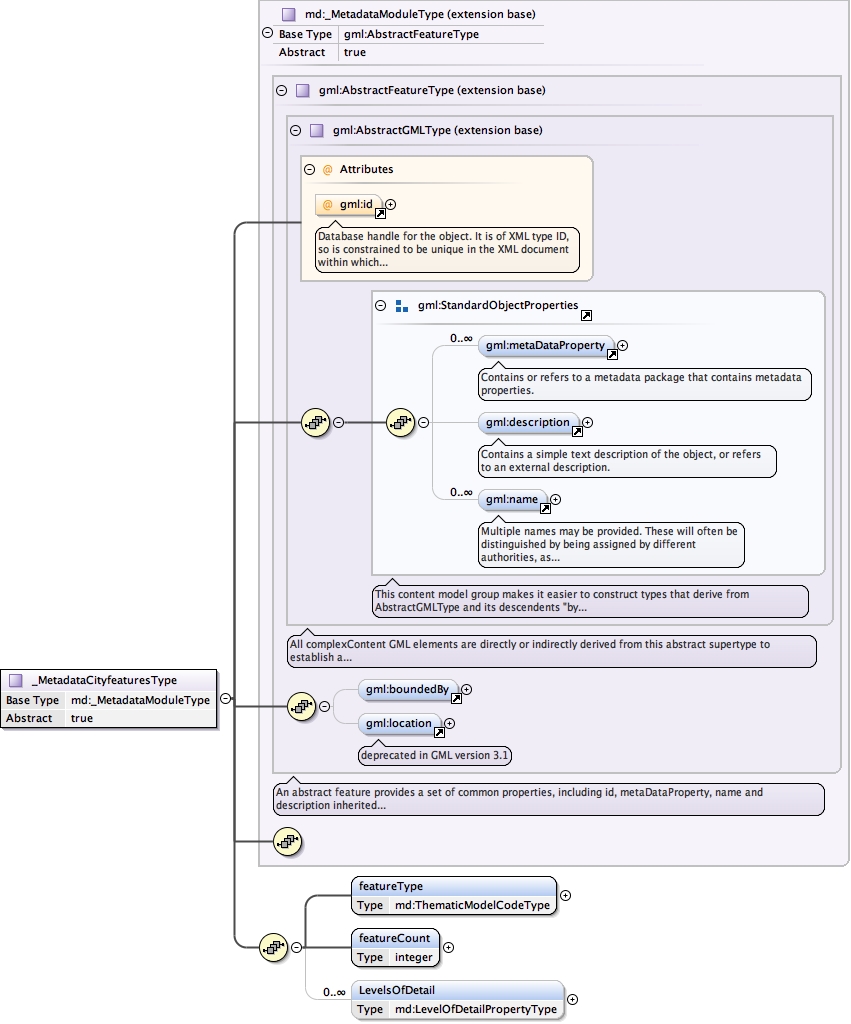 md:_MetadataModuleType (extension base)
Base Type gml:AbstractFeatureType
Abstract true
gml:AbstractFeatureType (extension base)
gml:AbstractGMLType (extension base)
@ Attributes
@ gml:id
Database handle for the object. It is of XML type ID,
so is constrained to be unique in the XML document
within which...
gml:StandardObjectProperties
0..∞
gml:metaDataProperty
Contains or refers to a metadata package that contains metadata
properties.
gml:description
Contains a simple text description of the object, or refers
to an external description.
0..∞
gml:name
Multiple names may be provided. These will often be
distinguished by being assigned by different
authorities, as...
This content model group makes it easier to construct types that derive from
AbstractGMLType and its descendents "by...
All complexContent GML elements are directly or indirectly derived from this abstract supertype to
establish a...
_MetadataCityfeaturesType
Base Type md:_MetadataModuleType
Abstract true
gml:boundedBy
gml:location
deprecated in GML version 3.1
An abstract feature provides a set of common properties, including id, metaDataProperty, name and
description inherited...
featureType
Type md:ThematicModelCodeType
featureCount
Type integer
0..∞
LevelsOfDetail
Type md:LevelOfDetailPropertyType